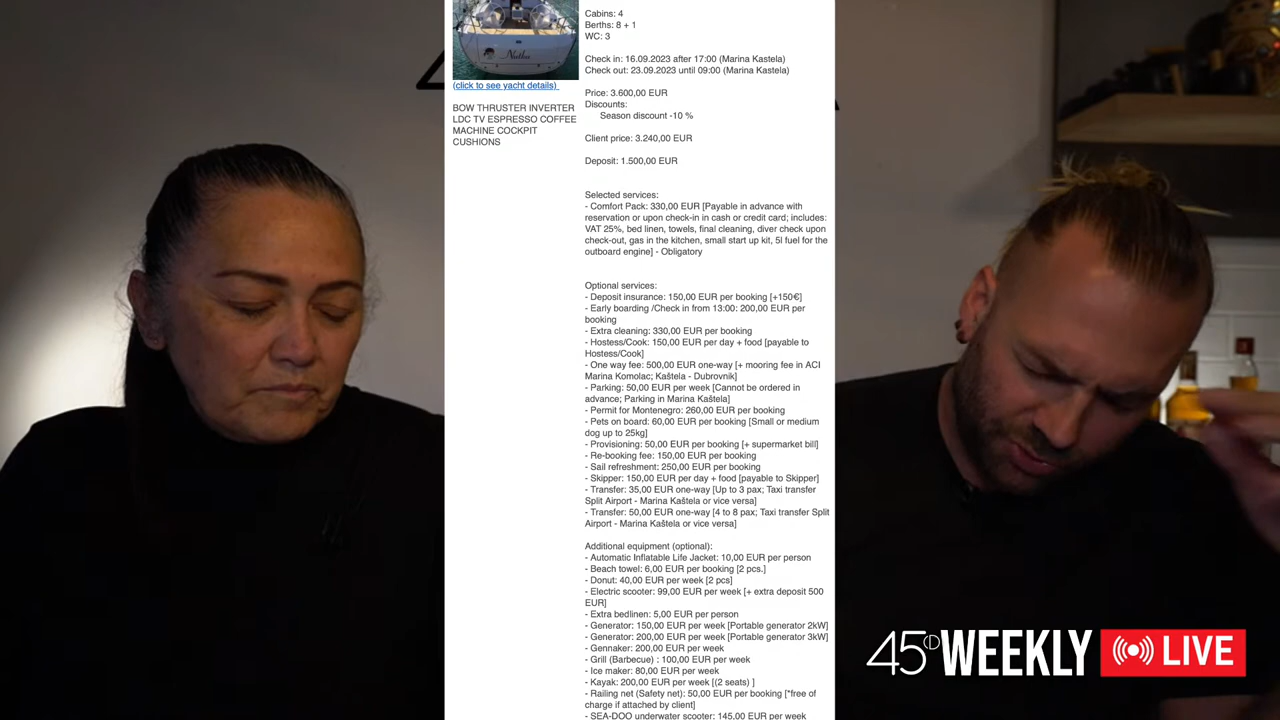 Natha
(click to see yacht details)
BOW THRUSTER INVERTER
LDC TV ESPRESSO COFFEE
MACHINE COCKPIT
CUSHIONS
Cabins: 4
Berths: 8 + 1
WC: 3
Check in: 16.09.2023 after 17:00 (Marina Kastela)
Check out: 23.09.2023 until 09:00 (Marina Kastela)
Price: 3.600,00 EUR
Discounts:
Season discount -10 %
Client price: 3.240,00 EUR
Deposit: 1.500,00 EUR
Selected services:
- Comfort Pack: 330,00 EUR [Payable in advance with
reservation or upon check-in in cash or credit card; includes:
VAT 25%, bed linen, towels, final cleaning, diver check upon
check-out, gas in the kitchen, small start up kit, 5l fuel for the
outboard engine] - Obligatory
Optional services:
- Deposit insurance: 150,00 EUR per booking [+150€]
- Early boarding /Check in from 13:00: 200,00 EUR per
booking
- Extra cleaning: 330,00 EUR per booking
- Hostess/Cook: 150,00 EUR per day + food [payable to
Hostess/Cook]
- One way fee: 500,00 EUR one-way [+ mooring fee in ACI
Marina Komolac; Kaštela - Dubrovnik]
- Parking: 50,00 EUR per week [Cannot be ordered in
advance; Parking in Marina Kaštela]
- Permit for Montenegro: 260,00 EUR per booking
- Pets on board: 60,00 EUR per booking [Small or medium
dog up to 25kg]
- Provisioning: 50,00 EUR per booking [+ supermarket bill]
- Re-booking fee: 150,00 EUR per booking
- Sail refreshment: 250,00 EUR per booking
- Skipper: 150,00 EUR per day + food [payable to Skipper]
- Transfer: 35,00 EUR one-way [Up to 3 pax; Taxi transfer
Split Airport - Marina Kaštela or vice versa]
- Transfer: 50,00 EUR one-way [4 to 8 pax; Taxi transfer Split
Airport - Marina Kaštela or vice versa]
Additional equipment (optional):
- Automatic Inflatable Life Jacket: 10,00 EUR per person
- Beach towel: 6,00 EUR per booking [2 pcs.]
- Donut: 40,00 EUR per week [2 pcs]
- Electric scooter: 99,00 EUR per week [+ extra deposit 500
EUR]
- Extra bedlinen: 5,00 EUR per person
- Generator: 150,00 EUR per week [Portable generator 2kW]
- Generator: 200,00 EUR per week [Portable generator 3kW]
- Gennaker: 200,00 EUR per week
- Grill (Barbecue) : 100,00 EUR per week
- Ice maker: 80,00 EUR per week
- Kayak: 200,00 EUR per week [(2 seats) ]
- Railing net (Safety net): 50,00 EUR per booking [*free of
charge if attached by client]
- SEA-DOO underwater scooter: 145,00 EUR per week
45CD WEEKLY LIVE